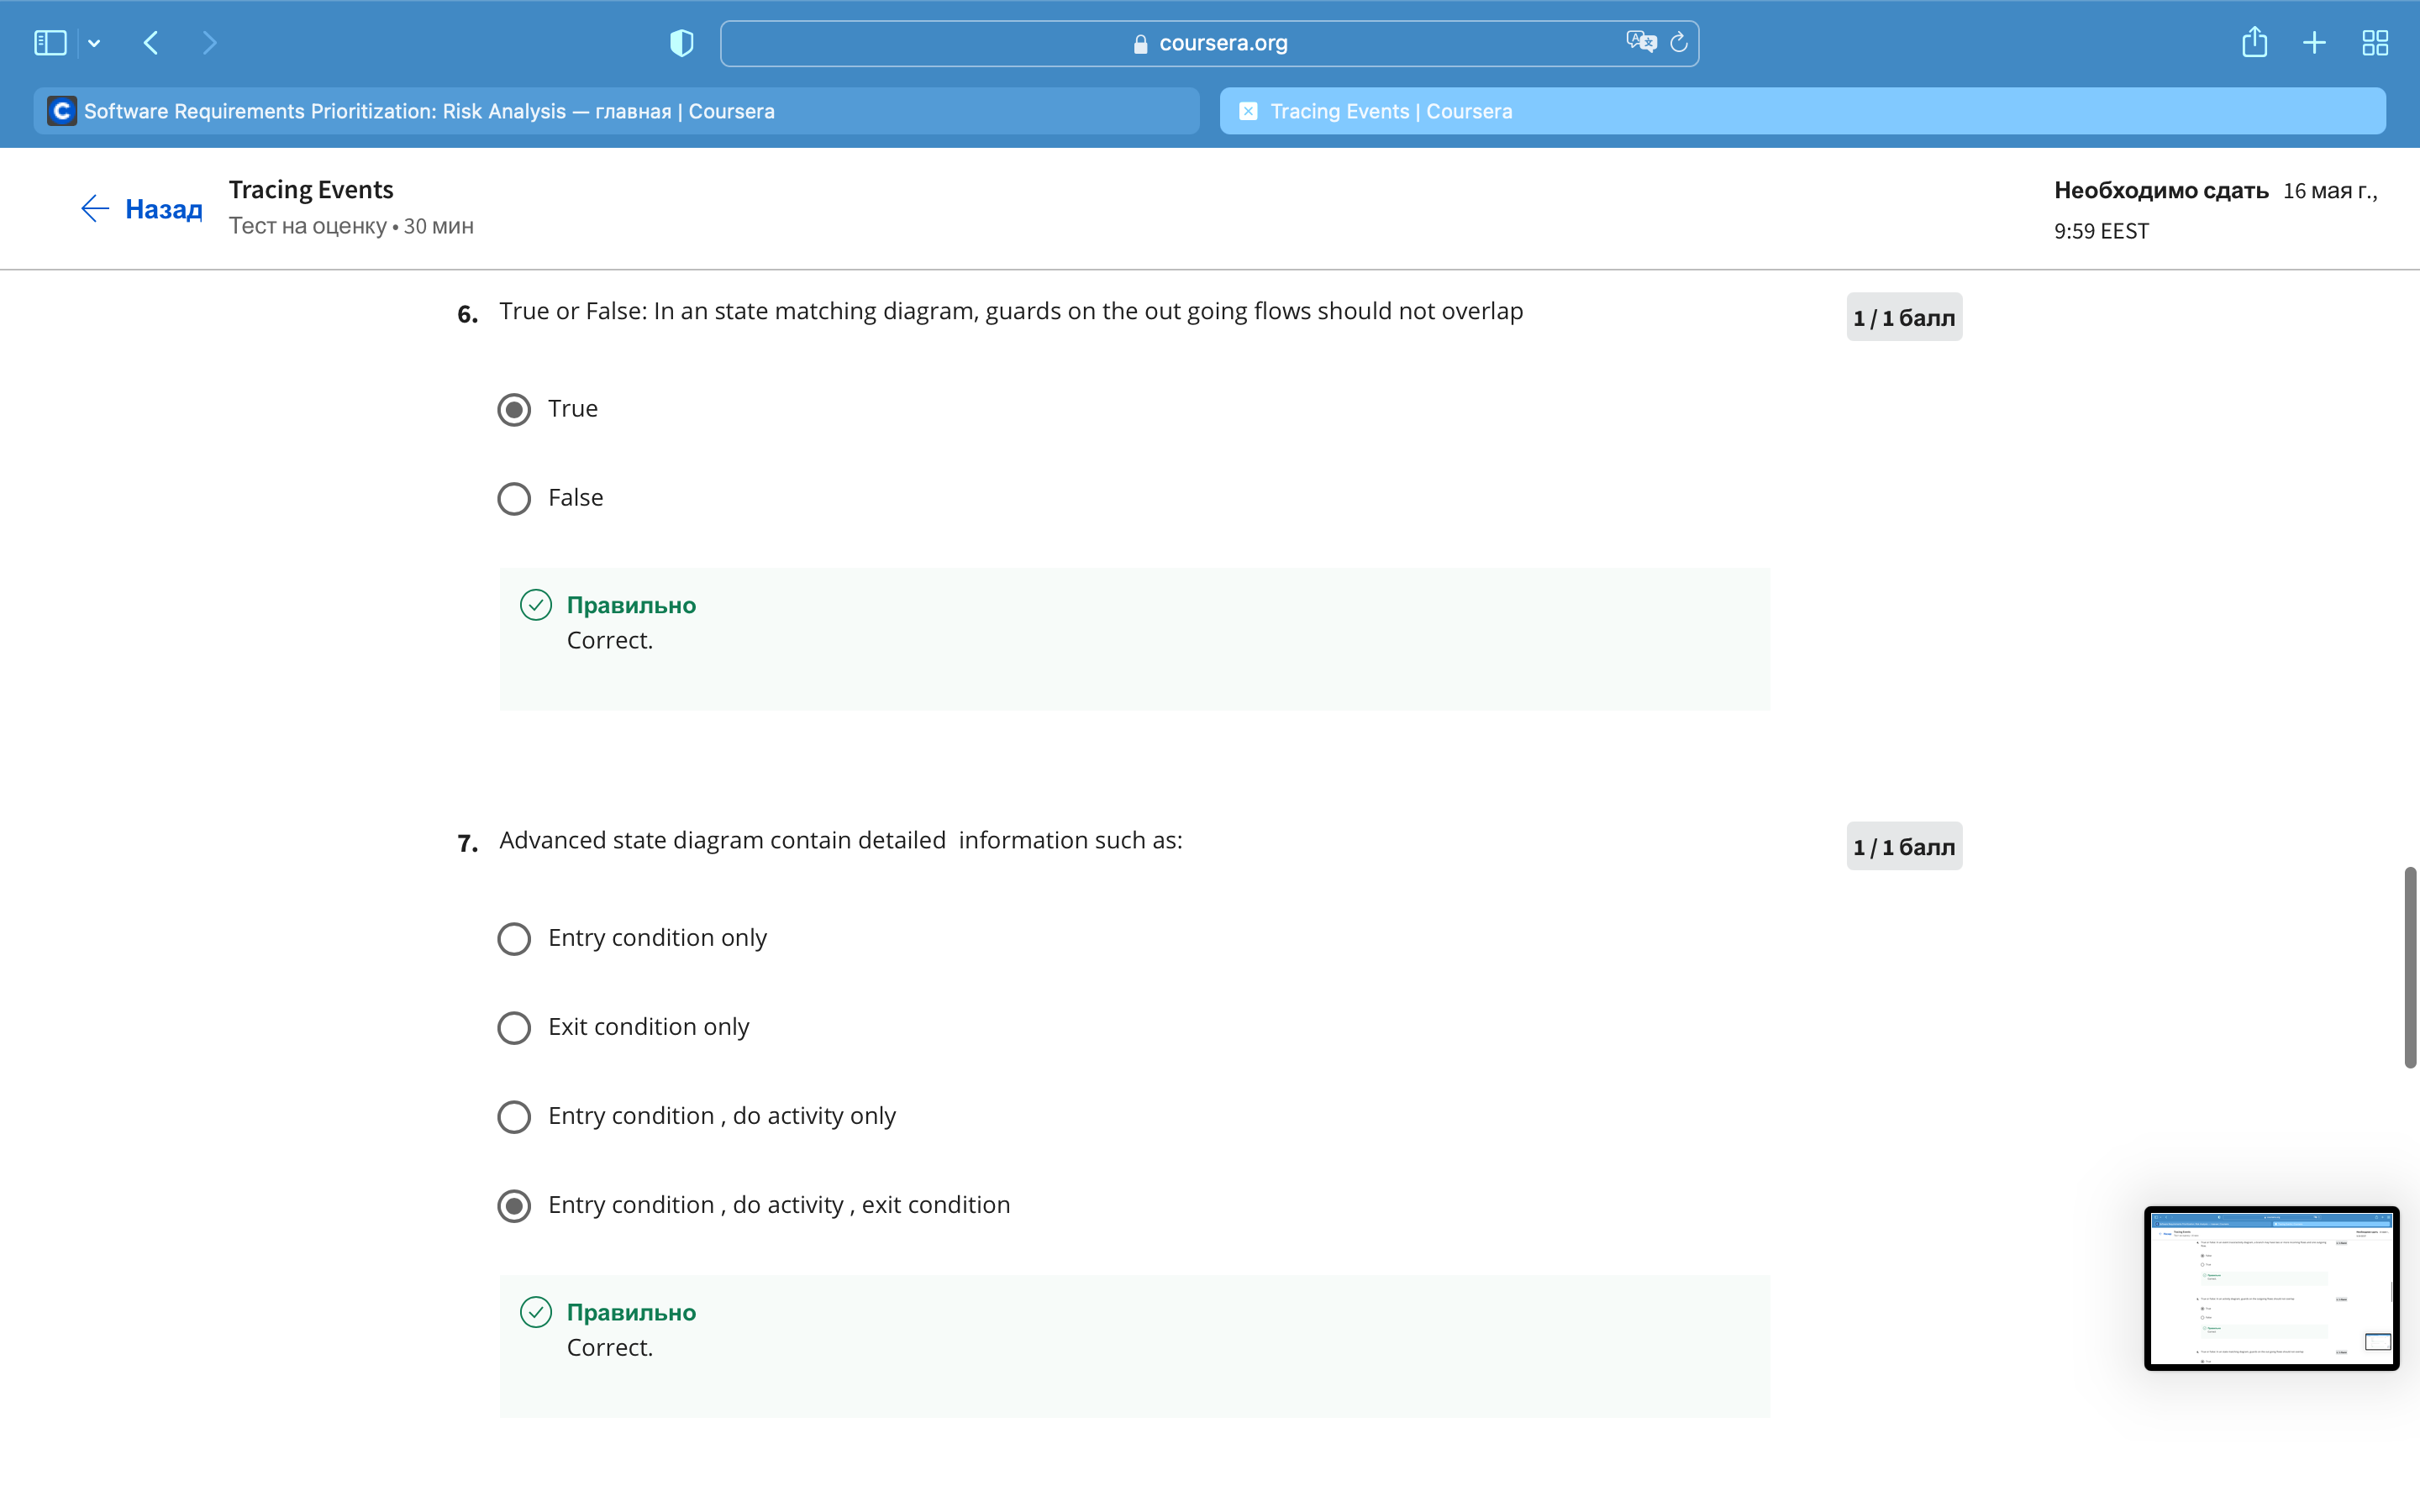 coursera.org
Software Requirements Prioritization: Risk Analysis — главная | Coursera
Tracing Events | Coursera
Назад
Tracing Events
Тест на оценку • 30 мин
Необходимо сдать 16 мая г.,
9:59 EEST
6. True or False: In an state matching diagram, guards on the out going flows should not overlap
1 / 1 балл
True
False
Правильно
Correct.
7. Advanced state diagram contain detailed  information such as:
1 / 1 балл
Entry condition only
Exit condition only
Entry condition , do activity only
Entry condition , do activity , exit condition
Правильно
Correct.